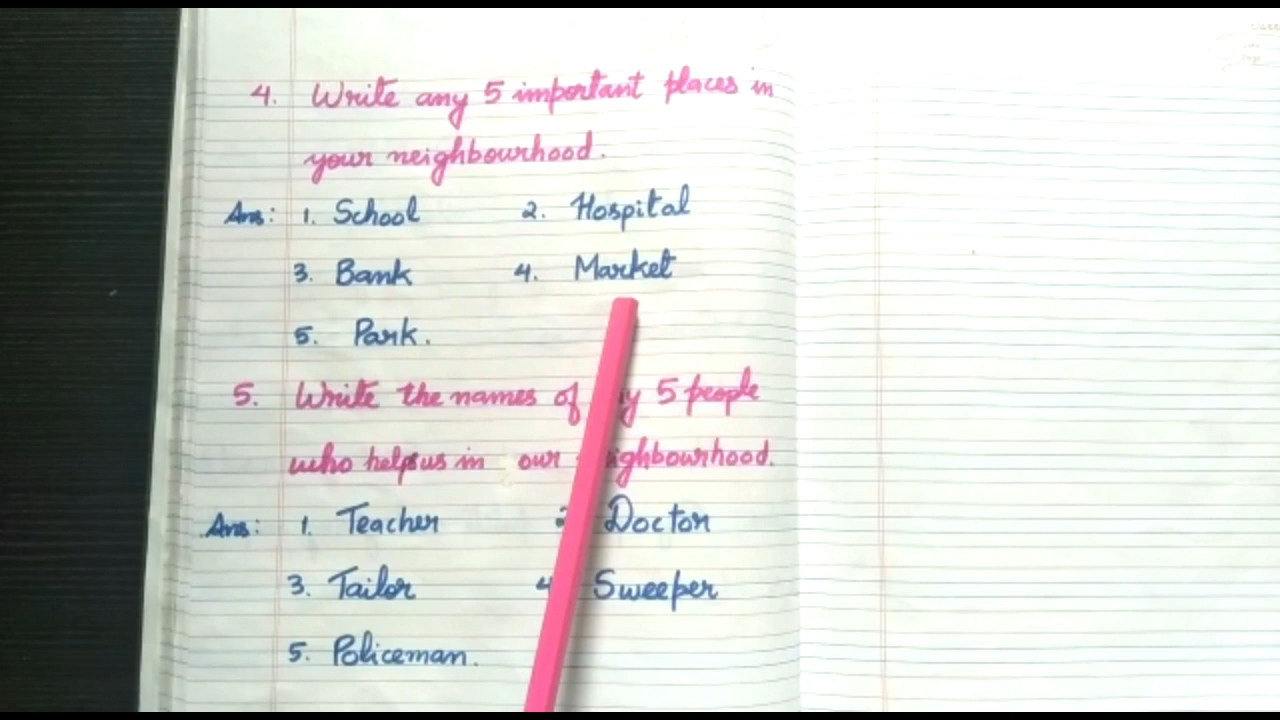 4. Write any 5 important places in
your neighbourhood.
Ans: 1. School 2. Hospital
3. Bank 4. Market
5. Park.
5. Write the names of 5 people
who helps us in our
Ans: 1. Teacher Doctor
3. Tailor 4 Sweeper
5. Policeman.